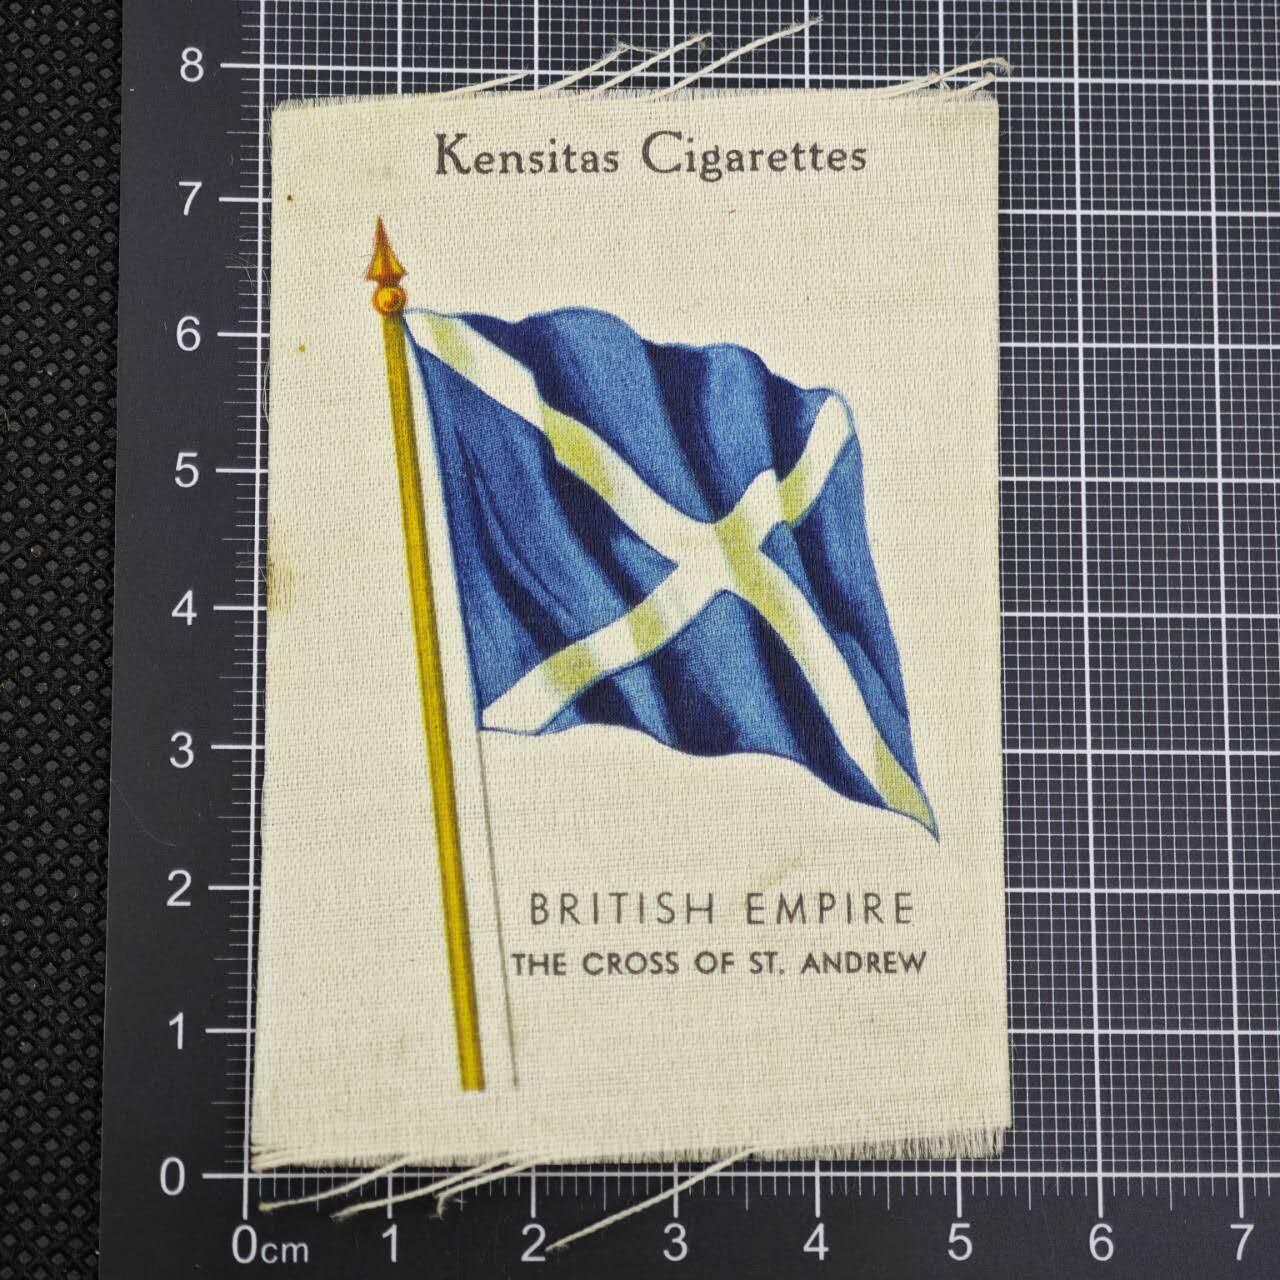 Kensitas Cigarettes
BRITISH EMPIRE
THE CROSS OF ST. ANDREW
8
7
6
5
4
3
2
1
0
0cm 1 2 3 4 5 6 7